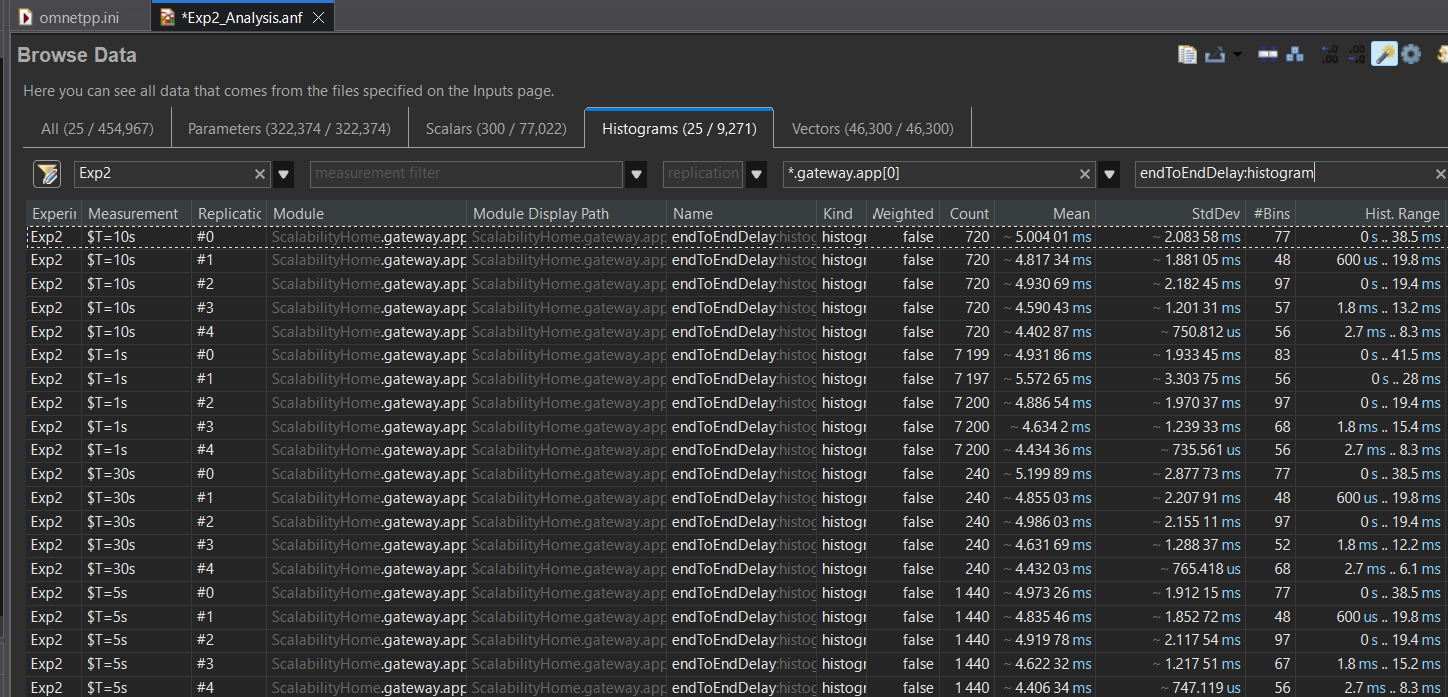 omnetpp.ini *Exp2_Analysis.anf
Browse Data
Here you can see all data that comes from the files specified on the Inputs page.
All (25 / 454,967) Parameters (322,374 / 322,374) Scalars (300 / 77,022) Histograms (25 / 9,271) Vectors (46,300 / 46,300)
Exp2 measurement filter replication *.gateway.app[0] endToEndDelay:histogram
Experir Measurement Replicatic Module Module Display Path Name Kind Weighted Count Mean StdDev #Bins Hist. Range
Exp2 $T=10s #0 ScalabilityHome.gateway.app ScalabilityHome.gateway.app endToEndDelay:histog histogr false 720 ~ 5.004 01 ms ~ 2.083 58 ms 77 0 s .. 38.5 ms
Exp2 $T=10s #1 ScalabilityHome.gateway.app ScalabilityHome.gateway.app endToEndDelay:histog histogr false 720 ~ 4.817 34 ms ~ 1.881 05 ms 48 600 us .. 19.8 ms
Exp2 $T=10s #2 ScalabilityHome.gateway.app ScalabilityHome.gateway.app endToEndDelay:histog histogr false 720 ~ 4.930 69 ms ~ 2.182 45 ms 97 0 s .. 19.4 ms
Exp2 $T=10s #3 ScalabilityHome.gateway.app ScalabilityHome.gateway.app endToEndDelay:histog histogr false 720 ~ 4.590 43 ms ~ 1.201 31 ms 57 1.8 ms .. 13.2 ms
Exp2 $T=10s #4 ScalabilityHome.gateway.app ScalabilityHome.gateway.app endToEndDelay:histog histogr false 720 ~ 4.402 87 ms ~ 750.812 us 56 2.7 ms .. 8.3 ms
Exp2 $T=1s #0 ScalabilityHome.gateway.app ScalabilityHome.gateway.app endToEndDelay:histog histogr false 7 199 ~ 4.931 86 ms ~ 1.933 45 ms 83 0 s .. 41.5 ms
Exp2 $T=1s #1 ScalabilityHome.gateway.app ScalabilityHome.gateway.app endToEndDelay:histog histogr false 7 197 ~ 5.572 65 ms ~ 3.303 75 ms 56 0 s .. 28 ms
Exp2 $T=1s #2 ScalabilityHome.gateway.app ScalabilityHome.gateway.app endToEndDelay:histog histogr false 7 200 ~ 4.886 54 ms ~ 1.970 37 ms 97 0 s .. 19.4 ms
Exp2 $T=1s #3 ScalabilityHome.gateway.app ScalabilityHome.gateway.app endToEndDelay:histog histogr false 7 200 ~ 4.634 2 ms ~ 1.239 33 ms 68 1.8 ms .. 15.4 ms
Exp2 $T=1s #4 ScalabilityHome.gateway.app ScalabilityHome.gateway.app endToEndDelay:histog histogr false 7 200 ~ 4.434 36 ms ~ 735.561 us 56 2.7 ms .. 8.3 ms
Exp2 $T=30s #0 ScalabilityHome.gateway.app ScalabilityHome.gateway.app endToEndDelay:histog histogr false 240 ~ 5.199 89 ms ~ 2.877 73 ms 77 0 s .. 38.5 ms
Exp2 $T=30s #1 ScalabilityHome.gateway.app ScalabilityHome.gateway.app endToEndDelay:histog histogr false 240 ~ 4.855 03 ms ~ 2.207 91 ms 48 600 us .. 19.8 ms
Exp2 $T=30s #2 ScalabilityHome.gateway.app ScalabilityHome.gateway.app endToEndDelay:histog histogr false 240 ~ 4.986 03 ms ~ 2.155 11 ms 97 0 s .. 19.4 ms
Exp2 $T=30s #3 ScalabilityHome.gateway.app ScalabilityHome.gateway.app endToEndDelay:histog histogr false 240 ~ 4.631 69 ms ~ 1.288 37 ms 52 1.8 ms .. 12.2 ms
Exp2 $T=30s #4 ScalabilityHome.gateway.app ScalabilityHome.gateway.app endToEndDelay:histog histogr false 240 ~ 4.432 03 ms ~ 765.418 us 68 2.7 ms .. 6.1 ms
Exp2 $T=5s #0 ScalabilityHome.gateway.app ScalabilityHome.gateway.app endToEndDelay:histog histogr false 1 440 ~ 4.973 26 ms ~ 1.912 15 ms 77 0 s .. 38.5 ms
Exp2 $T=5s #1 ScalabilityHome.gateway.app ScalabilityHome.gateway.app endToEndDelay:histog histogr false 1 440 ~ 4.835 46 ms ~ 1.852 72 ms 48 600 us .. 19.8 ms
Exp2 $T=5s #2 ScalabilityHome.gateway.app ScalabilityHome.gateway.app endToEndDelay:histog histogr false 1 440 ~ 4.919 78 ms ~ 2.117 54 ms 97 0 s .. 19.4 ms
Exp2 $T=5s #3 ScalabilityHome.gateway.app ScalabilityHome.gateway.app endToEndDelay:histog histogr false 1 440 ~ 4.622 32 ms ~ 1.217 51 ms 67 1.8 ms .. 15.2 ms
Exp2 $T=5s #4 ScalabilityHome.gateway.app ScalabilityHome.gateway.app endToEndDelay:histog histogr false 1 440 ~ 4.406 34 ms ~ 747.119 us 56 2.7 ms .. 8.3 ms